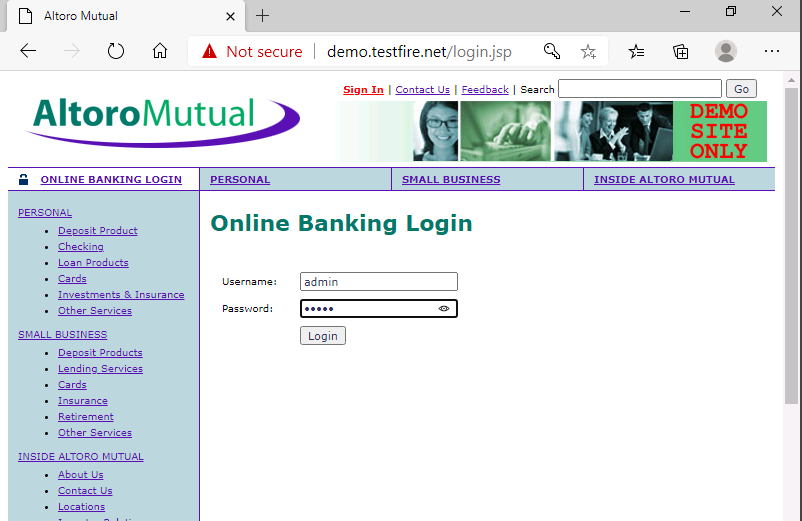 Altoro Mutual
Not secure | demo.testfire.net/login.jsp
Sign In | Contact Us | Feedback | Search Go
AltoroMutual
DEMO
SITE
ONLY
ONLINE BANKING LOGIN PERSONAL SMALL BUSINESS INSIDE ALTORO MUTUAL
PERSONAL
Deposit Product
Checking
Loan Products
Cards
Investments & Insurance
Other Services
SMALL BUSINESS
Deposit Products
Lending Services
Cards
Insurance
Retirement
Other Services
INSIDE ALTORO MUTUAL
About Us
Contact Us
Locations
Online Banking Login
Username: admin
Password: •••••
Login